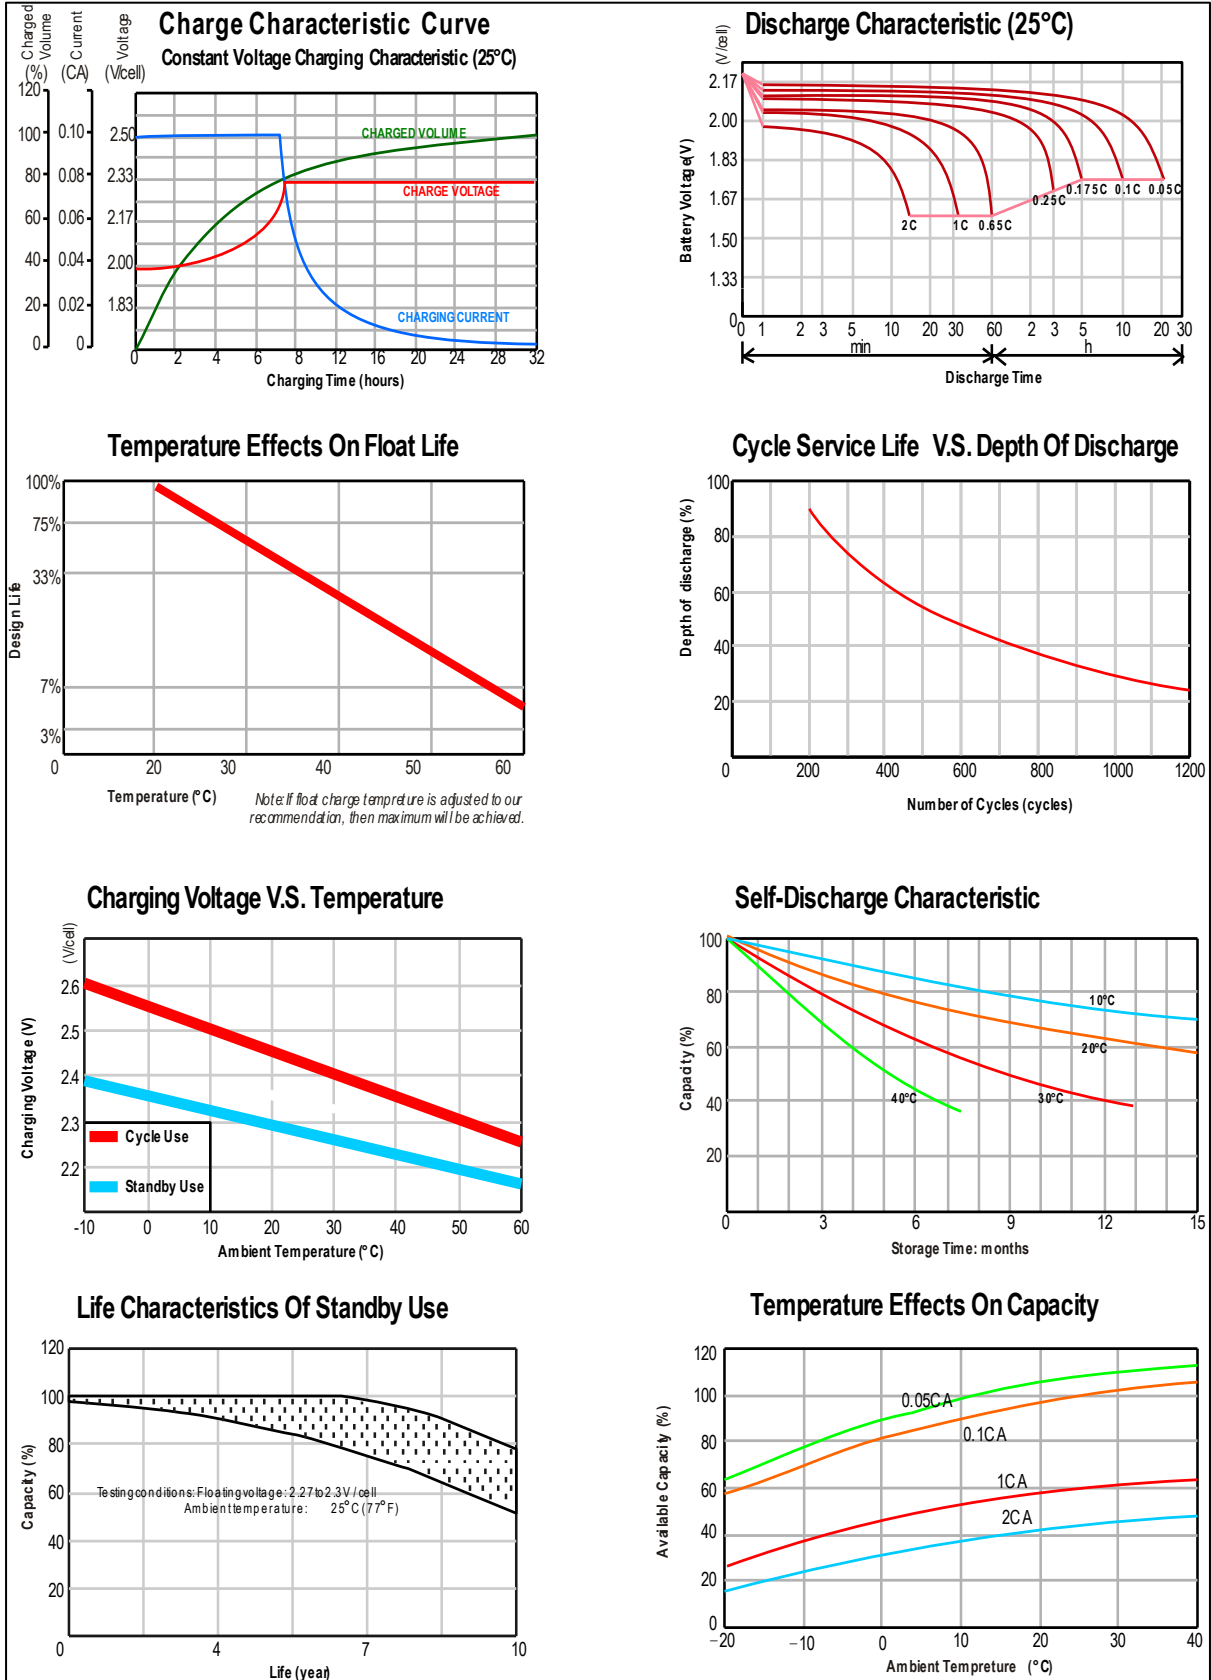 Charge Characteristic Curve
Constant Voltage Charging Characteristic (25°C)
Charged Volume (%)
Current (CA)
Voltage (V/cell)
120
100 0.10 2.50
80 0.08 2.33
60 0.06 2.17
40 0.04 2.00
20 0.02 1.83
0 0
CHARGED VOLUME
CHARGE VOLTAGE
CHARGING CURRENT
0 2 4 6 8 12 16 20 24 28 32
Charging Time (hours)
Discharge Characteristic (25°C)
(V/cell)
Battery Voltage(V)
2.17
2.00
1.83
1.67
1.50
1.33
0
2C 1C 0.65C 0.25C 0.175C 0.1C 0.05C
0 1 2 3 5 10 20 30 60 2 3 5 10 20 30
min h
Discharge Time
Temperature Effects On Float Life
Design Life
100%
75%
33%
7%
3%
0 20 30 40 50 60
Temperature (°C)
Note:If float charge tempreture is adjusted to our
recommendation, then maximum will be achieved.
Cycle Service Life V.S. Depth Of Discharge
Depth of discharge (%)
100
80
60
40
20
0 200 400 600 800 1000 1200
Number of Cycles (cycles)
Charging Voltage V.S. Temperature
(V/cell)
Charging Voltage (V)
2.6
2.5
2.4
2.3
2.2
Cycle Use
Standby Use
-10 0 10 20 30 40 50 60
Ambient Temperature (°C)
Self-Discharge Characteristic
Capacity (%)
100
80
60
40
20
10°C
20°C
30°C
40°C
0 3 6 9 12 15
Storage Time: months
Life Characteristics Of Standby Use
Capacity (%)
120
100
80
60
40
20
Testing conditions: Floating voltage: 2.27 to 2.3V / cell
Ambient temperature: 25°C (77°F)
0 4 7 10
Life (year)
Temperature Effects On Capacity
Available Capacity (%)
120
100
80
60
40
20
0
0.05CA
0.1CA
1CA
2CA
−20 −10 0 10 20 30 40
Ambient Tempreture (°C)